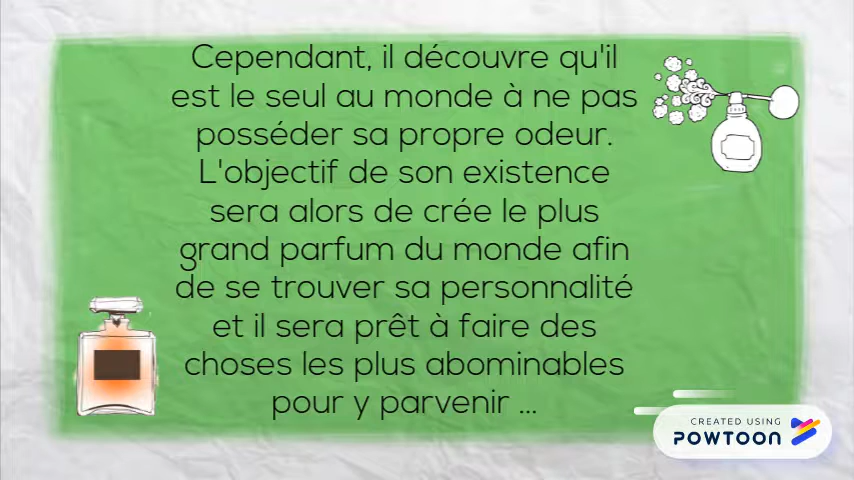 Cependant, il découvre qu'il
est le seul au monde à ne pas
posséder sa propre odeur.
L'objectif de son existence
sera alors de crée le plus
grand parfum du monde afin
de se trouver sa personnalité
et il sera prêt à faire des
choses les plus abominables
pour y parvenir ...
CREATED USING
POWTOON